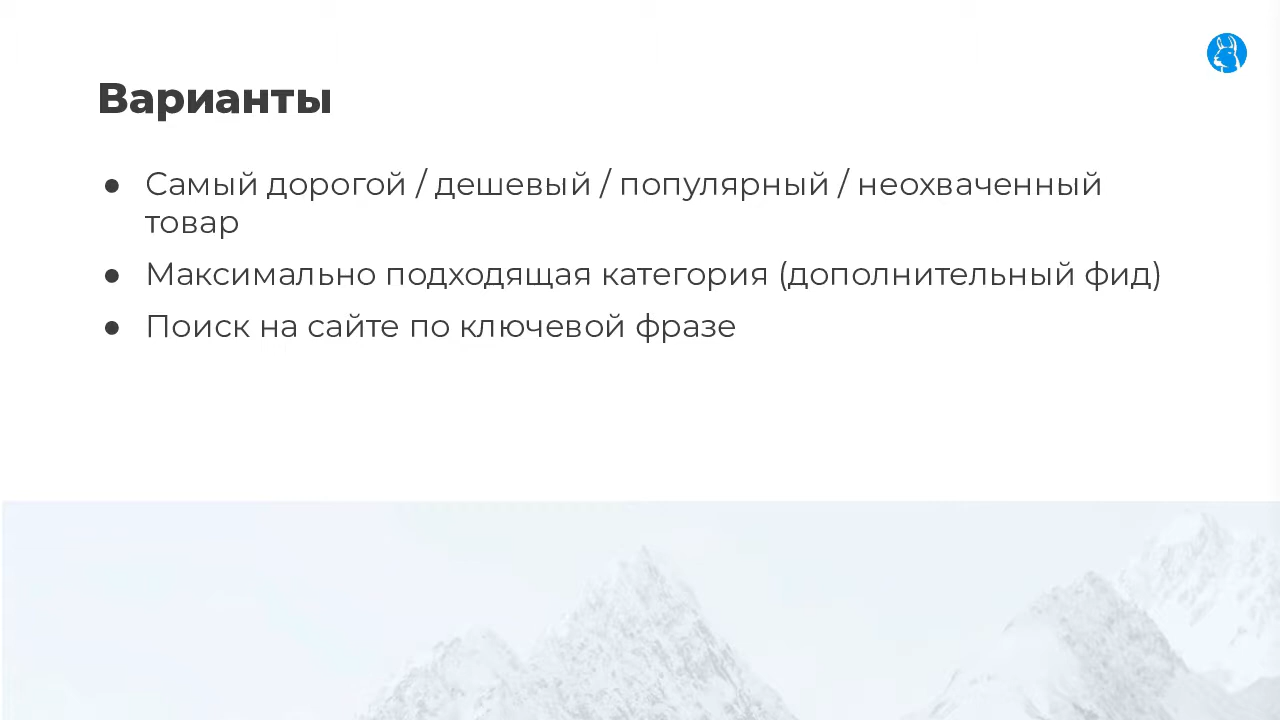 Варианты
● Самый дорогой / дешевый / популярный / неохваченный
товар
● Максимально подходящая категория (дополнительный фид)
● Поиск на сайте по ключевой фразе